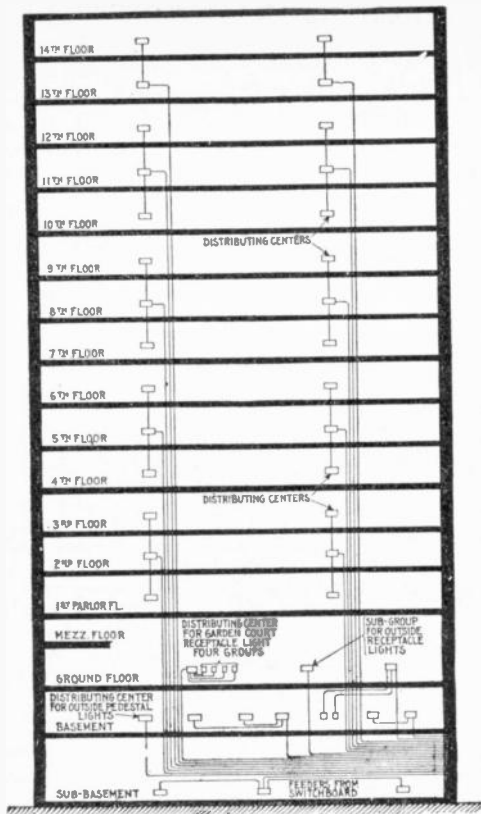 14TH FLOOR
13TH FLOOR
12TH FLOOR
11TH FLOOR
10TH FLOOR
DISTRIBUTING CENTERS
9TH FLOOR
8TH FLOOR
7TH FLOOR
6TH FLOOR
5TH FLOOR
4TH FLOOR
DISTRIBUTING CENTERS
3RD FLOOR
2ND FLOOR
1ST PARLOR FL.
MEZZ. FLOOR
DISTRIBUTING CENTER
FOR GARDEN COURT
RECEPTACLE LIGHT
FOUR GROUPS
SUB-GROUP
FOR OUTSIDE
RECEPTACLE
LIGHTS
GROUND FLOOR
DISTRIBUTING CENTER
FOR OUTSIDE PEDESTAL
LIGHTS
BASEMENT
SUB-BASEMENT
FEEDERS FROM
SWITCHBOARD